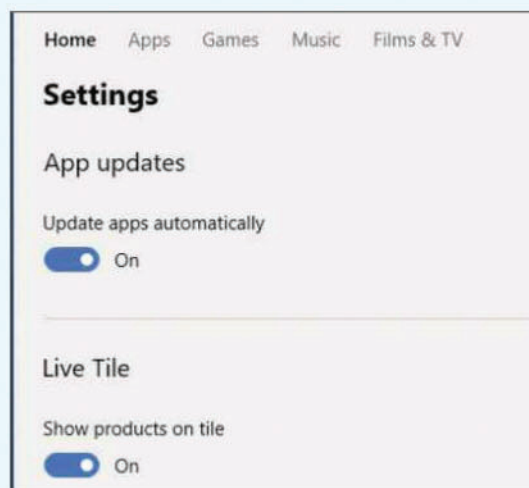 Home Apps Games Music Films & TV
Settings
App updates
Update apps automatically
On
Live Tile
Show products on tile
On